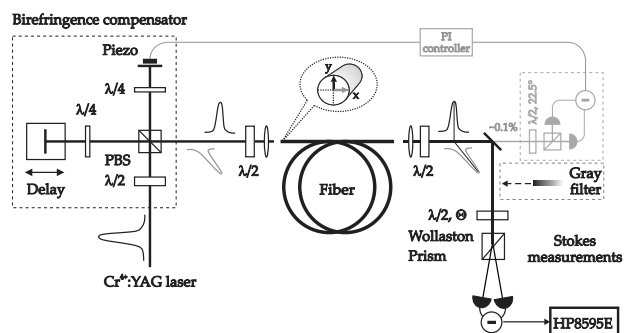 Birefringence compensator
Piezo
λ/4
λ/4
PBS
Delay
λ/2
Cr⁴⁺:YAG laser
λ/2
y
x
Fiber
λ/2
PI
controller
~0.1%
λ/2, 22.5°
−
Gray
filter
λ/2, Θ
Wollaston
Prism
Stokes
measurements
−
HP8595E